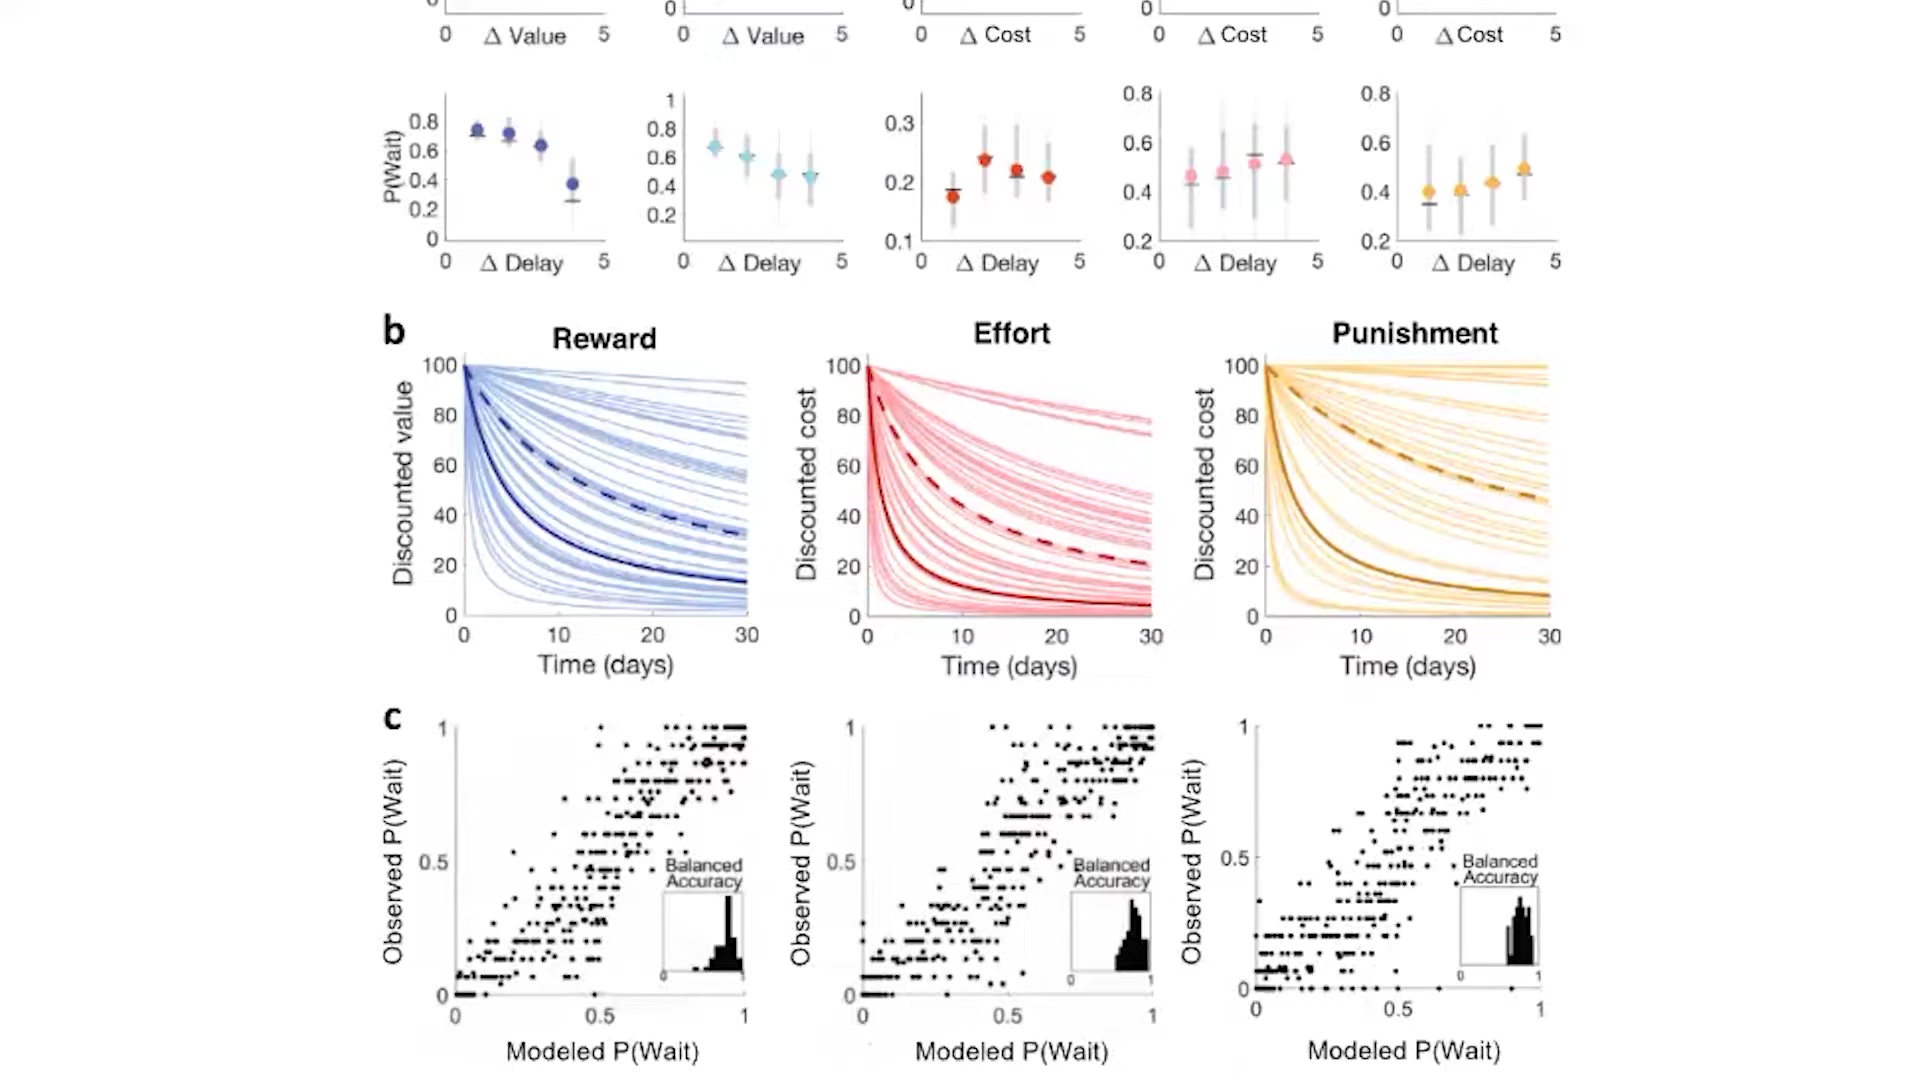 0 0 0 0 0
0 Δ Value 5 0 Δ Value 5 0 Δ Cost 5 0 Δ Cost 5 0 Δ Cost 5
P(Wait) 0.8 0.6 0.4 0.2 0
0 Δ Delay 5
1 0.8 0.6 0.4 0.2
0 Δ Delay 5
0.3 0.2 0.1
0 Δ Delay 5
0.8 0.6 0.4 0.2
0 Δ Delay 5
0.8 0.6 0.4 0.2
0 Δ Delay 5
b
Reward
Discounted value
100 80 60 40 20 0
0 10 20 30
Time (days)
Effort
Discounted cost
100 80 60 40 20 0
0 10 20 30
Time (days)
Punishment
Discounted cost
100 80 60 40 20 0
0 10 20 30
Time (days)
c
Observed P(Wait)
1 0.5 0
Balanced
Accuracy
0 1
0 0.5 1
Modeled P(Wait)
Observed P(Wait)
1 0.5 0
Balanced
Accuracy
0 1
0 0.5 1
Modeled P(Wait)
Observed P(Wait)
1 0.5 0
Balanced
Accuracy
0 1
0 0.5 1
Modeled P(Wait)